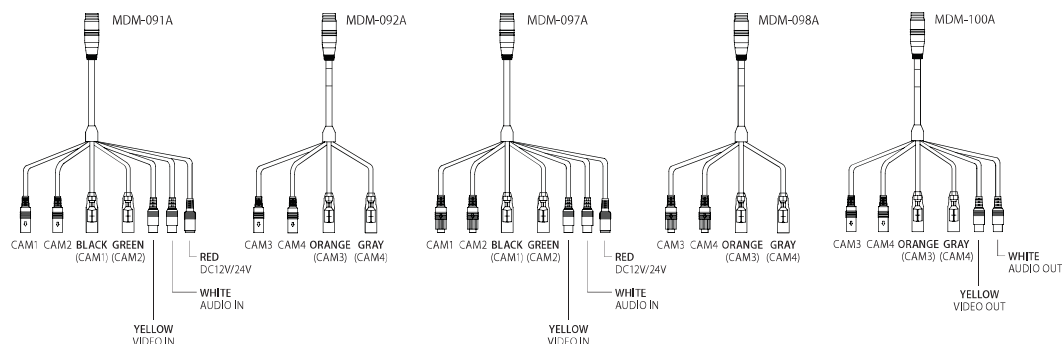 MDM-091A
CAM1 CAM2 BLACK GREEN
(CAM1) (CAM2)
RED
DC12V/24V
WHITE
AUDIO IN
YELLOW
VIDEO IN
MDM-092A
CAM3 CAM4 ORANGE GRAY
(CAM3) (CAM4)
MDM-097A
CAM1 CAM2 BLACK GREEN
(CAM1) (CAM2)
RED
DC12V/24V
WHITE
AUDIO IN
YELLOW
VIDEO IN
MDM-098A
CAM3 CAM4 ORANGE GRAY
(CAM3) (CAM4)
MDM-100A
CAM3 CAM4 ORANGE GRAY
(CAM3) (CAM4)
WHITE
AUDIO OUT
YELLOW
VIDEO OUT